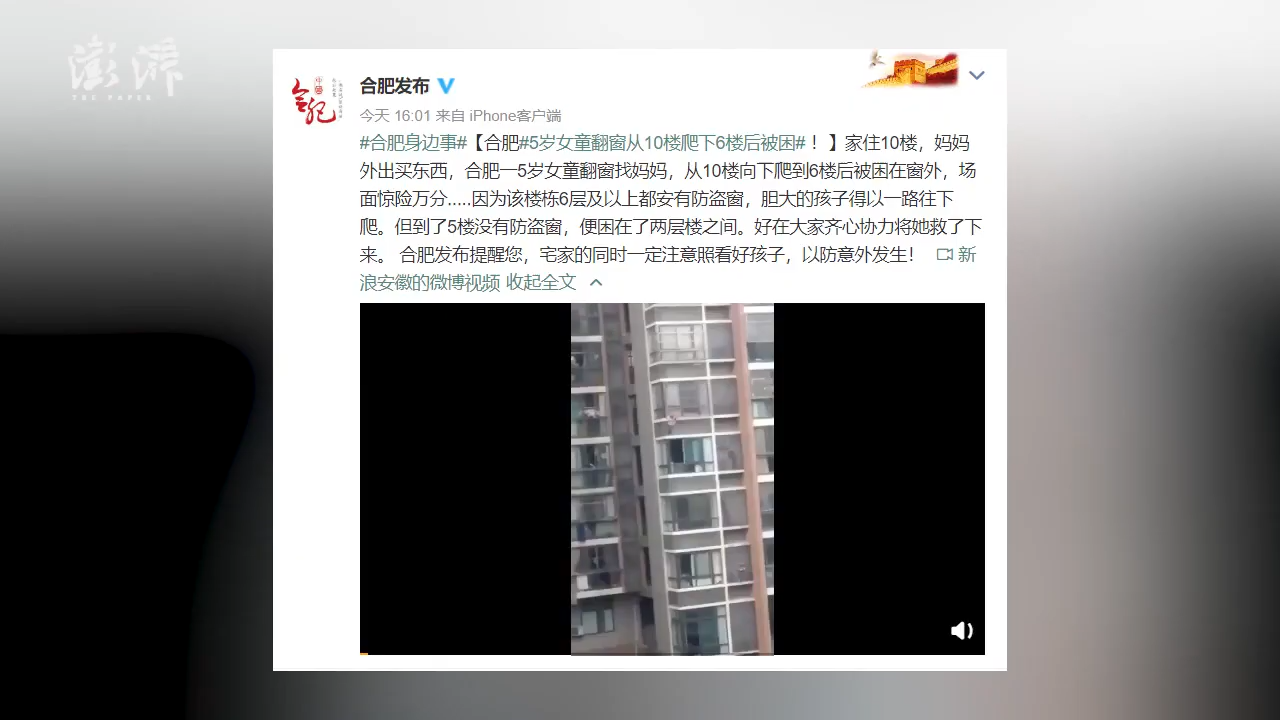 澎湃
THE PAPER
合肥
合肥发布
今天 16:01 来自 iPhone客户端
#合肥身边事#【合肥#5岁女童翻窗从10楼爬下6楼后被困#！】家住10楼，妈妈
外出买东西，合肥一5岁女童翻窗找妈妈，从10楼向下爬到6楼后被困在窗外，场
面惊险万分.....因为该楼栋6层及以上都安有防盗窗，胆大的孩子得以一路往下
爬。但到了5楼没有防盗窗，便困在了两层楼之间。好在大家齐心协力将她救了下
来。 合肥发布提醒您，宅家的同时一定注意照看好孩子，以防意外发生！ 新
浪安徽的微博视频 收起全文